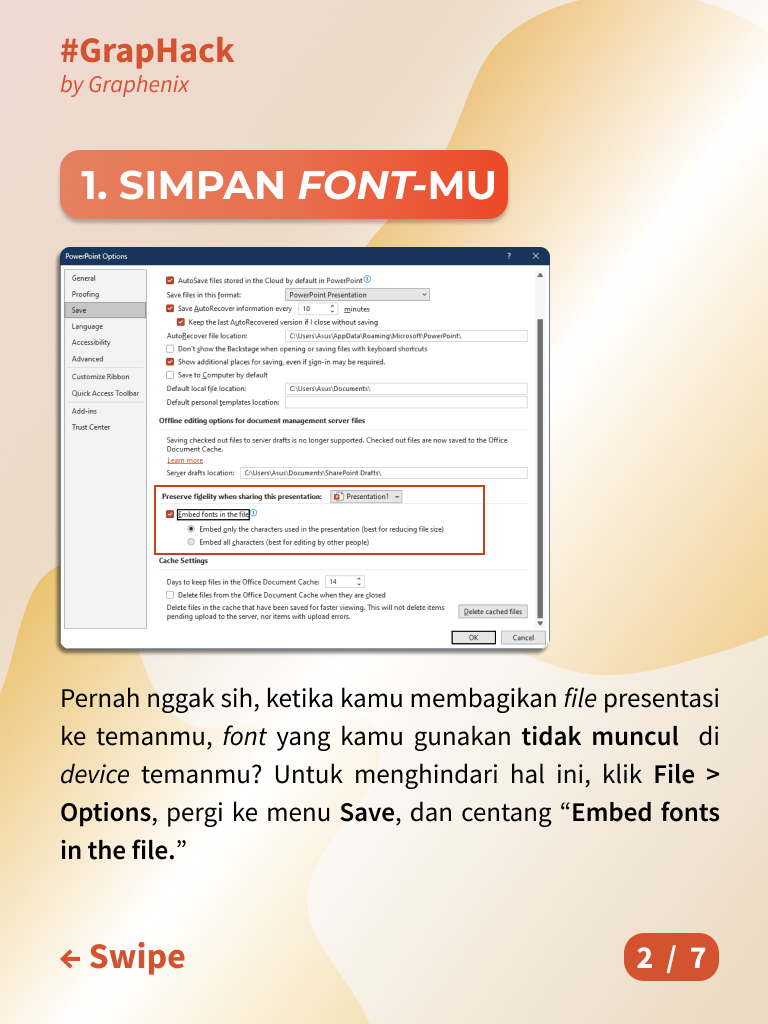 #GrapHack
by Graphenix
1. SIMPAN FONT-MU
PowerPoint Options
General
Proofing
Save
Language
Accessibility
Advanced
Customize Ribbon
Quick Access Toolbar
Add-ins
Trust Center
AutoSave files stored in the Cloud by default in PowerPoint
Save files in this format: PowerPoint Presentation
Save AutoRecover information every 10 minutes
Keep the last AutoRecovered version if I close without saving
AutoRecover file location: C:\Users\Asus\AppData\Roaming\Microsoft\PowerPoint\
Don't show the Backstage when opening or saving files with keyboard shortcuts
Show additional places for saving, even if sign-in may be required.
Save to Computer by default
Default local file location: C:\Users\Asus\Documents\
Default personal templates location:
Offline editing options for document management server files
Saving checked out files to server drafts is no longer supported. Checked out files are now saved to the Office
Document Cache.
Learn more
Server drafts location: C:\Users\Asus\Documents\SharePoint Drafts\
Preserve fidelity when sharing this presentation: Presentation1
Embed fonts in the file
Embed only the characters used in the presentation (best for reducing file size)
Embed all characters (best for editing by other people)
Cache Settings
Days to keep files in the Office Document Cache: 14
Delete files from the Office Document Cache when they are closed
Delete files in the cache that have been saved for faster viewing. This will not delete items
pending upload to the server, nor items with upload errors.
Delete cached files
OK Cancel
Pernah nggak sih, ketika kamu membagikan file presentasi
ke temanmu, font yang kamu gunakan tidak muncul di
device temanmu? Untuk menghindari hal ini, klik File >
Options, pergi ke menu Save, dan centang “Embed fonts
in the file.”
← Swipe
2 / 7